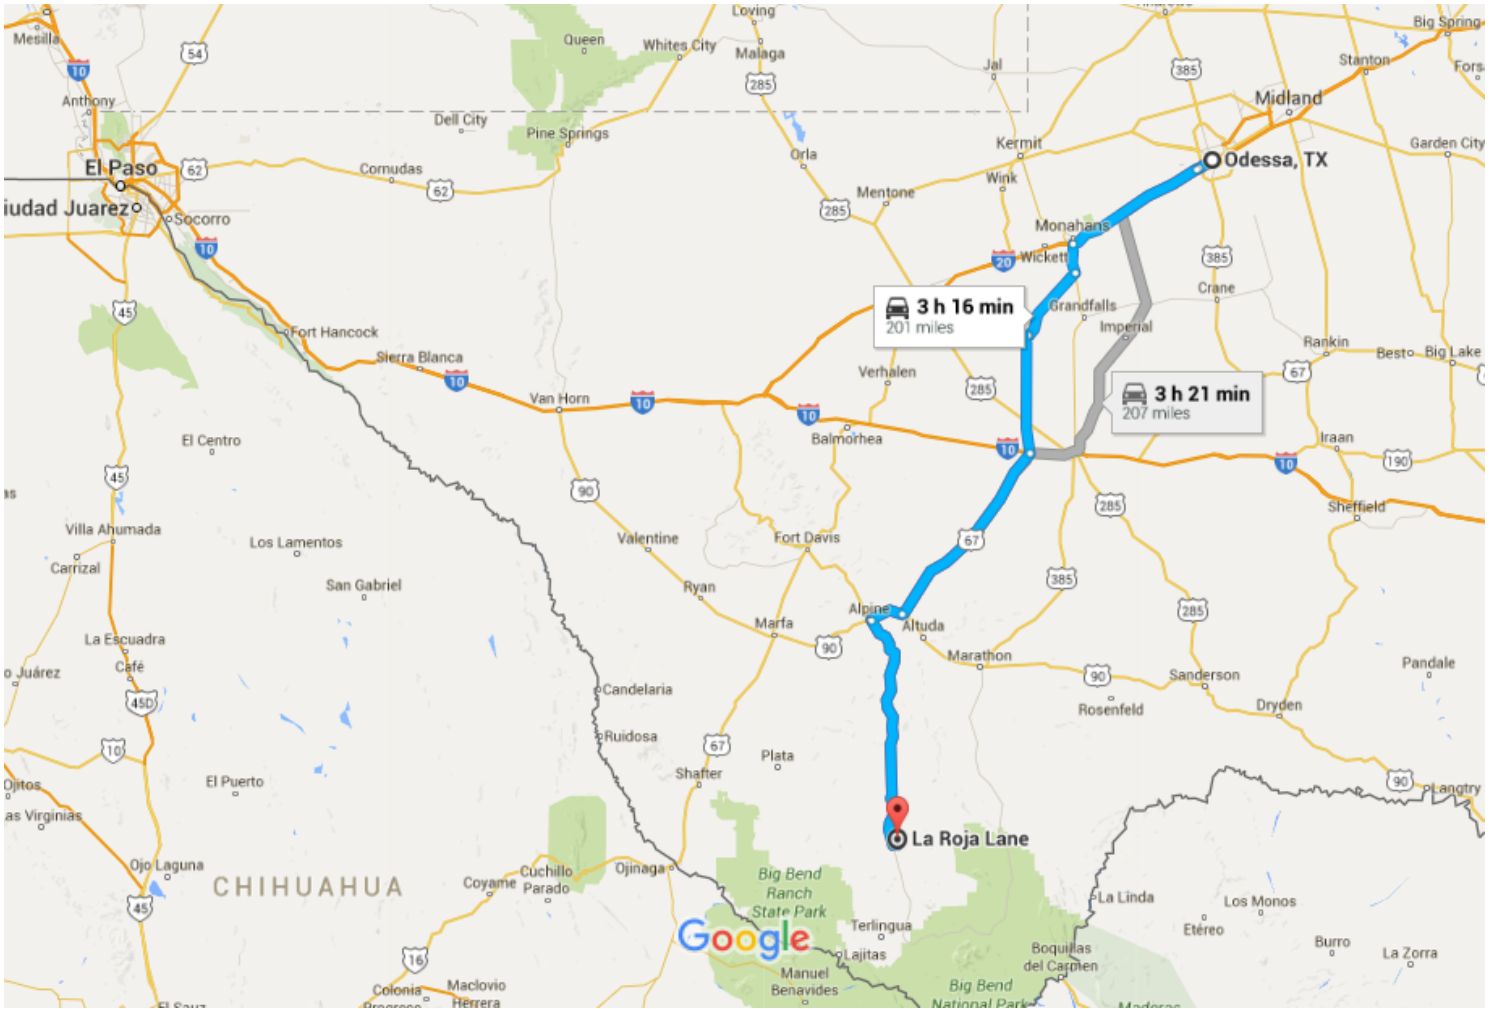 Loving
Andrews
Big Spring
Mesilla
54
Queen
Whites City
Malaga
Stanton
10
Jal
385
Fors
285
Anthony
Midland
Dell City
Pine Springs
Kermit
Garden City
El Paso
62
Cornudas
62
Orla
Odessa, TX
Wink
Mentone
iudad Juarez
Socorro
285
Monahans
10
20
Wickett
385
Crane
45
3 h 16 min
201 miles
Grandfalls
Imperial
Fort Hancock
Sierra Blanca
10
Rankin
Best
Big Lake
Verhalen
285
67
3 h 21 min
207 miles
Van Horn
10
10
El Centro
Balmorhea
10
Iraan
10
190
45
90
285
Sheffield
Villa Ahumada
Los Lamentos
Valentine
Fort Davis
67
Carrizal
San Gabriel
Ryan
385
Alpine
285
Marfa
Altuda
La Escuadra
90
Marathon
Café
o Juárez
90
Sanderson
Pandale
45D
Candelaria
Rosenfeld
Dryden
10
Ruidosa
67
Plata
Shafter
Ojitos
El Puerto
90
Langtry
as Virginias
La Roja Lane
Ojo Laguna
CHIHUAHUA
Coyame
Cuchillo
Parado
Ojinaga
Big Bend
Ranch
State Park
45
La Linda
Los Monos
Google
Terlingua
Etéreo
16
Lajitas
Boquillas
del Carmen
Burro
La Zorra
Colonia
Progreso
Maclovio
Herrera
Manuel
Benavides
Big Bend
National Park
El Sauz
Maderas